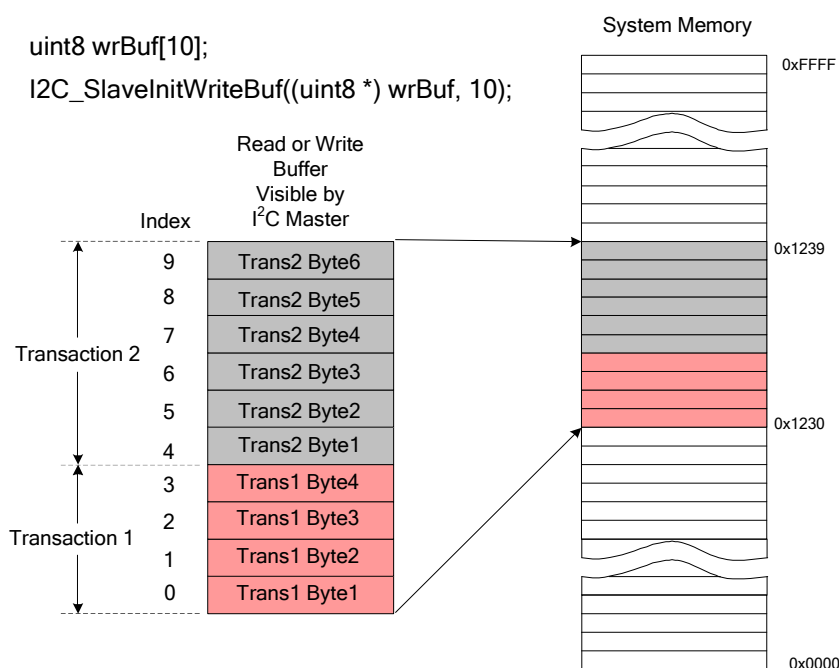 uint8 wrBuf[10];
I2C_SlaveInitWriteBuf((uint8 *) wrBuf, 10);
System Memory
0xFFFF
Read or Write
Buffer
Visible by
I²C Master
Index
9 Trans2 Byte6
8 Trans2 Byte5
7 Trans2 Byte4
Transaction 2
6 Trans2 Byte3
5 Trans2 Byte2
4 Trans2 Byte1
3 Trans1 Byte4
2 Trans1 Byte3
Transaction 1
1 Trans1 Byte2
0 Trans1 Byte1
0x1239
0x1230
0x0000